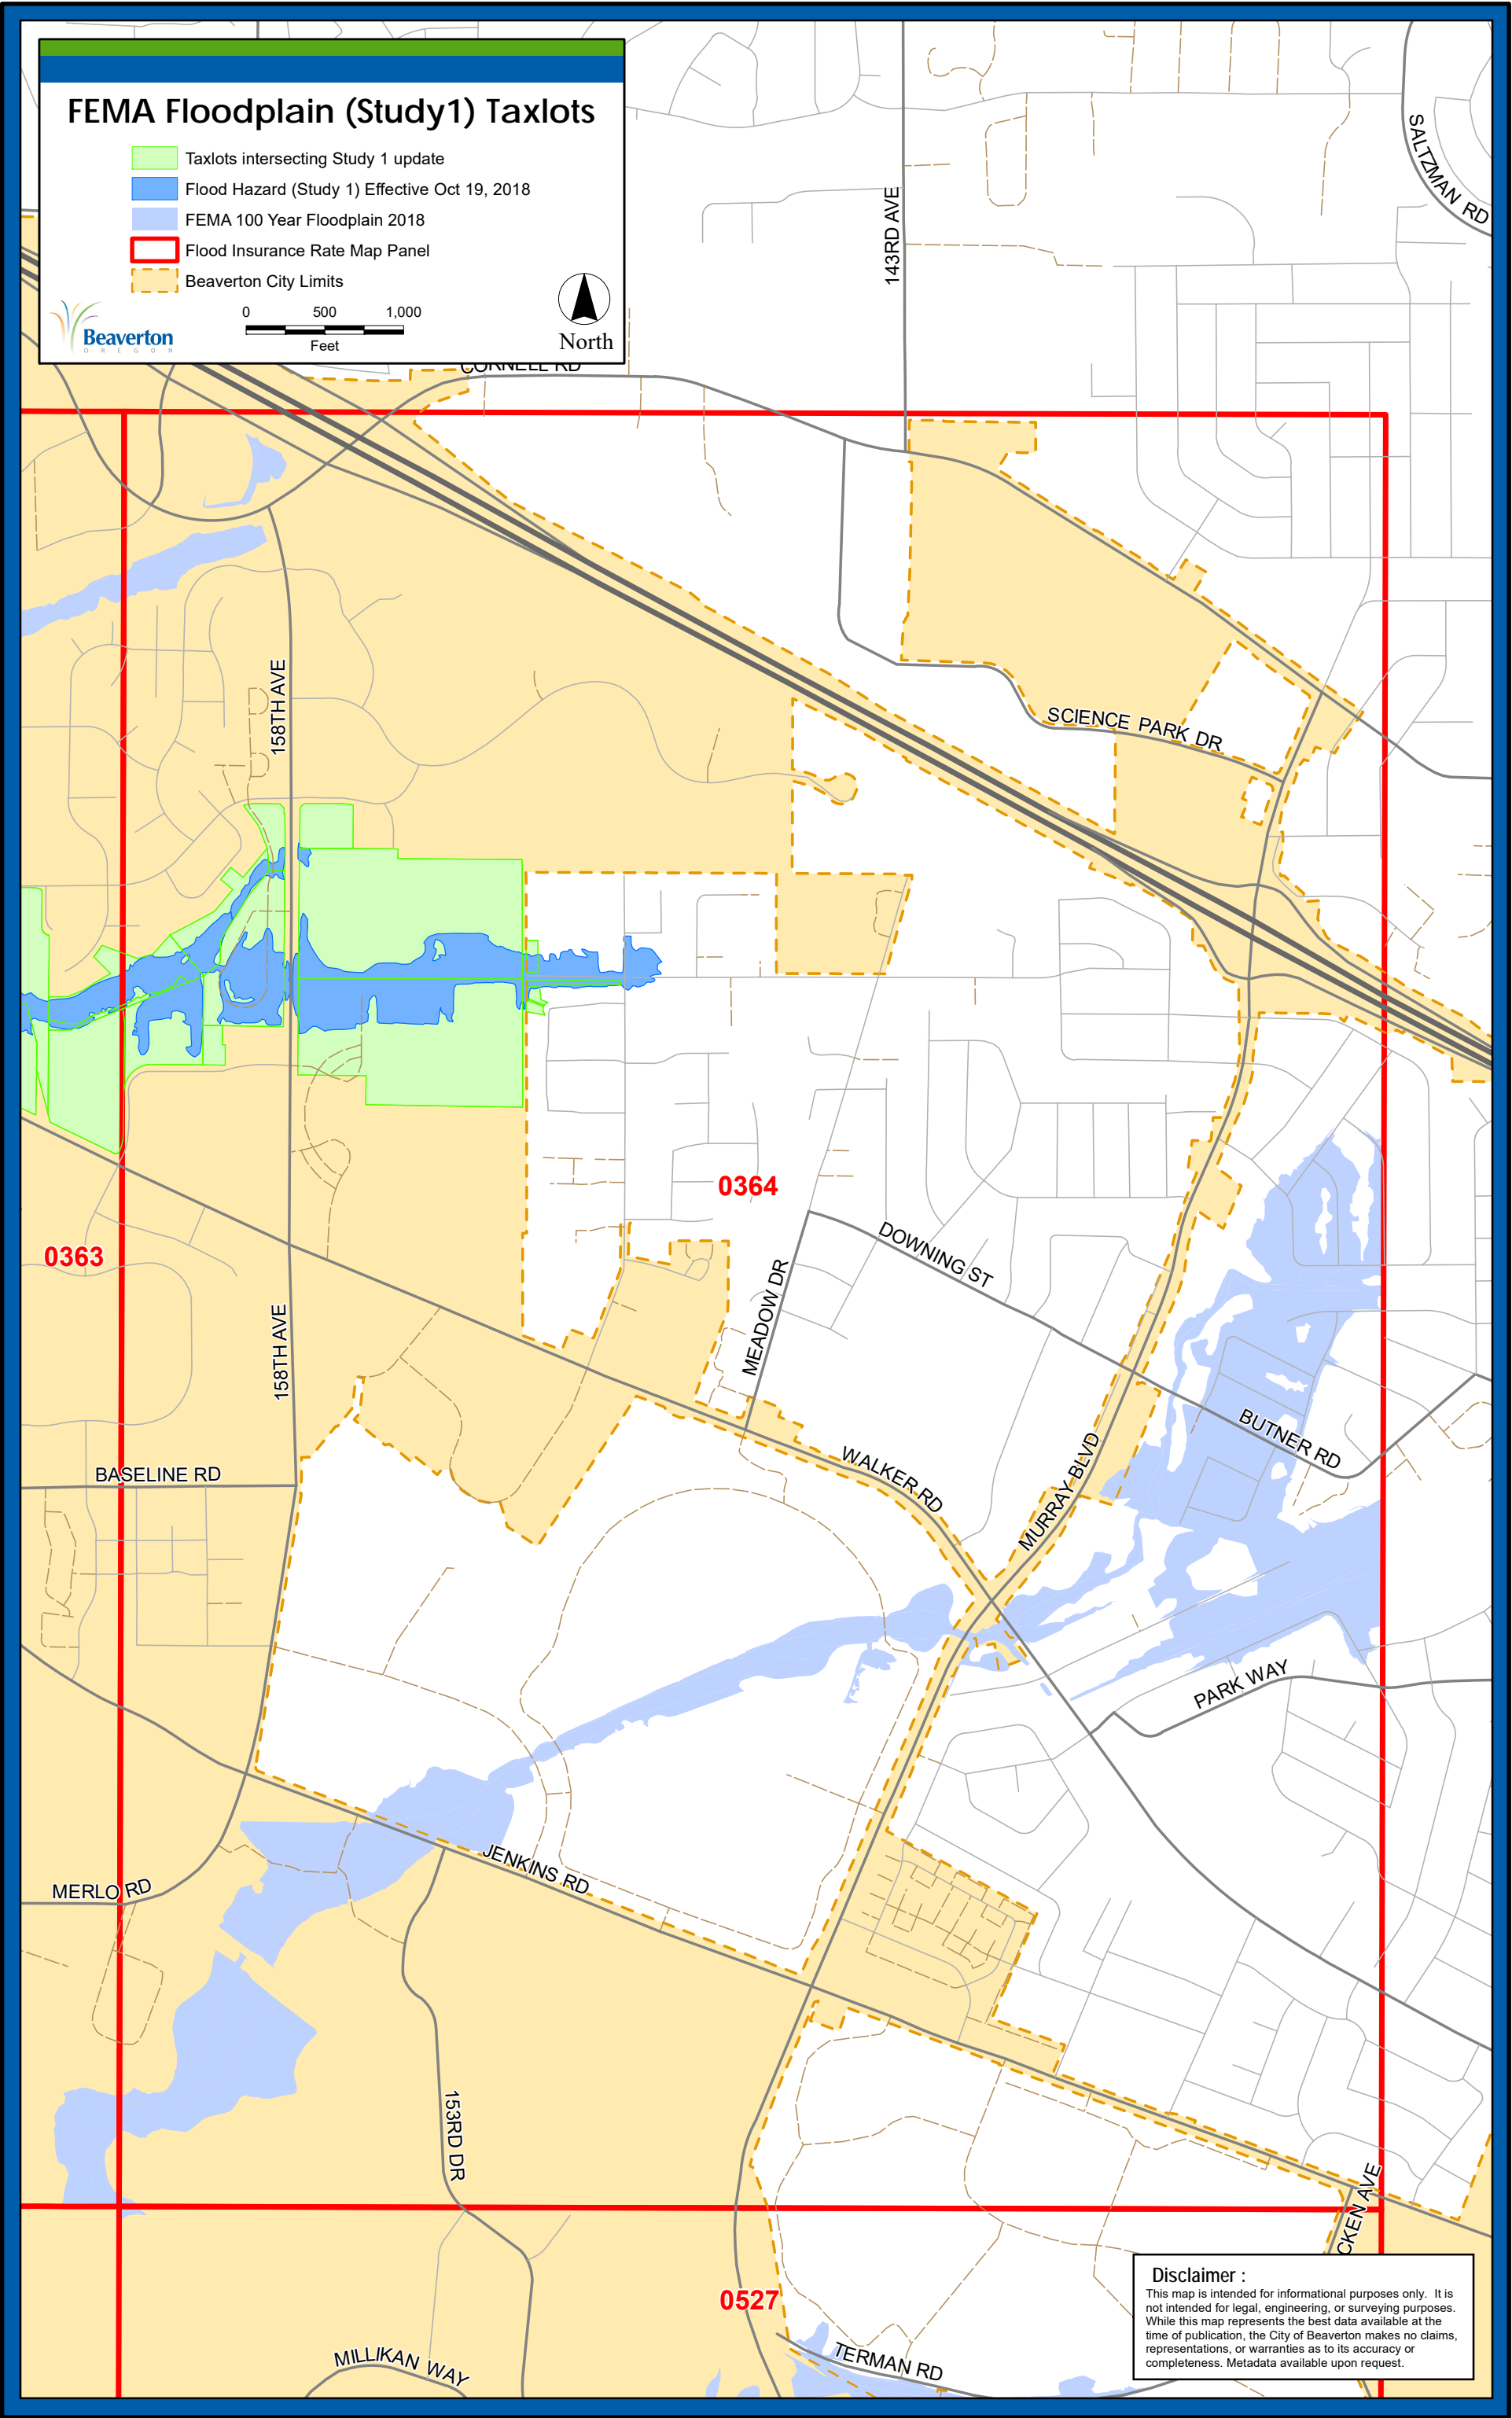 FEMA Floodplain (Study1) Taxlots
Taxlots intersecting Study 1 update
Flood Hazard (Study 1) Effective Oct 19, 2018
FEMA 100 Year Floodplain 2018
Flood Insurance Rate Map Panel
Beaverton City Limits
0 500 1,000
Feet
North
Beaverton
OREGON
SALTZMAN RD
143RD AVE
CORNELL RD
158TH AVE
SCIENCE PARK DR
0364
0363
DOWNING ST
MEADOW DR
158TH AVE
BUTNER RD
WALKER RD
MURRAY BLVD
BASELINE RD
PARK WAY
JENKINS RD
MERLO RD
153RD DR
CKEN AVE
0527
MILLIKAN WAY
TERMAN RD
Disclaimer :
This map is intended for informational purposes only. It is
not intended for legal, engineering, or surveying purposes.
While this map represents the best data available at the
time of publication, the City of Beaverton makes no claims,
representations, or warranties as to its accuracy or
completeness. Metadata available upon request.